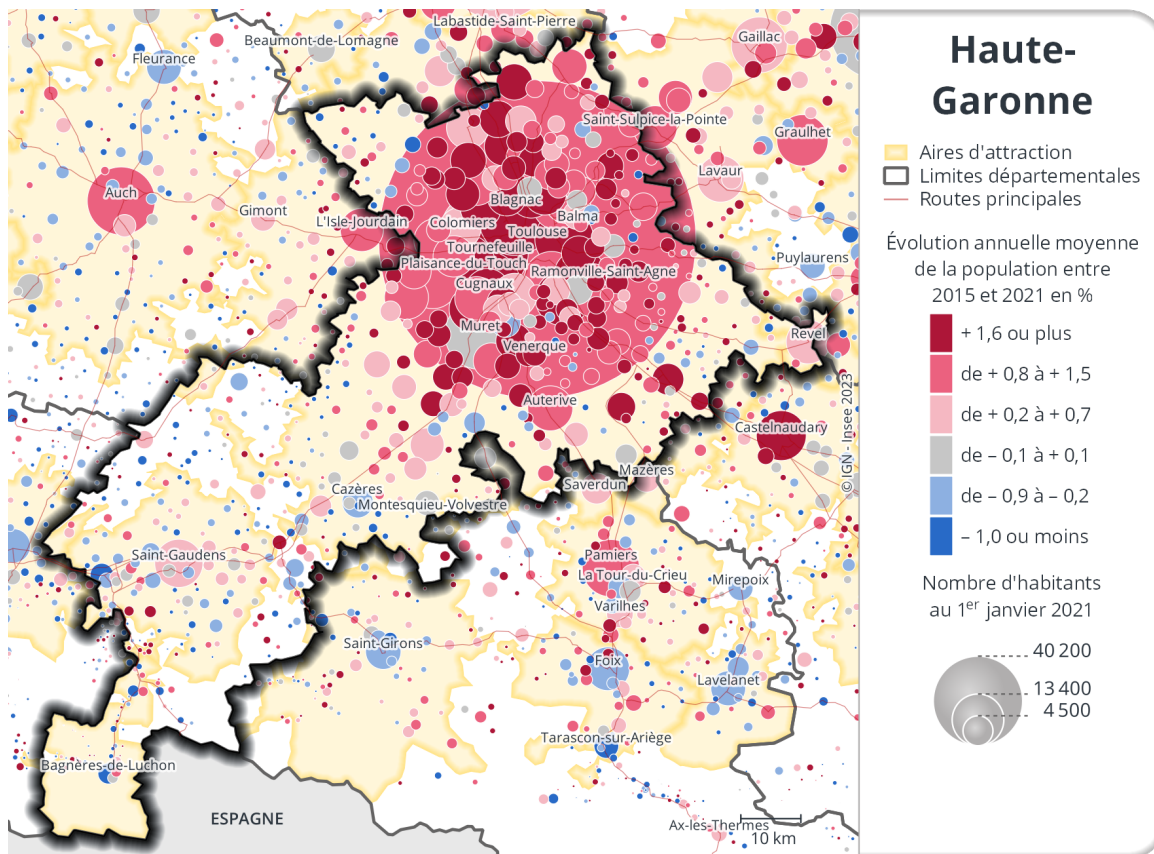 Labastide-Saint-Pierre
Beaumont-de-Lomagne
Gaillac
Fleurance
Saint-Sulpice-la-Pointe
Graulhet
Lavaur
Auch
Blagnac
Gimont
L'Isle-Jourdain
Colomiers
Balma
Toulouse
Tournefeuille
Plaisance-du-Touch
Puylaurens
Ramonville-Saint-Agne
Cugnaux
Muret
Revel
Venerque
Auterive
Castelnaudary
Mazères
Saverdun
Cazères
Montesquieu-Volvestre
Saint-Gaudens
Pamiers
La Tour-du-Crieu
Mirepoix
Varilhes
Saint-Girons
Foix
Lavelanet
Tarascon-sur-Ariège
Bagnères-de-Luchon
ESPAGNE
Ax-les-Thermes
10 km
© IGN - Insee 2023
Haute-
Garonne
Aires d'attraction
Limites départementales
Routes principales
Évolution annuelle moyenne
de la population entre
2015 et 2021 en %
+ 1,6 ou plus
de + 0,8 à + 1,5
de + 0,2 à + 0,7
de – 0,1 à + 0,1
de – 0,9 à – 0,2
– 1,0 ou moins
Nombre d'habitants
au 1er janvier 2021
40 200
13 400
4 500